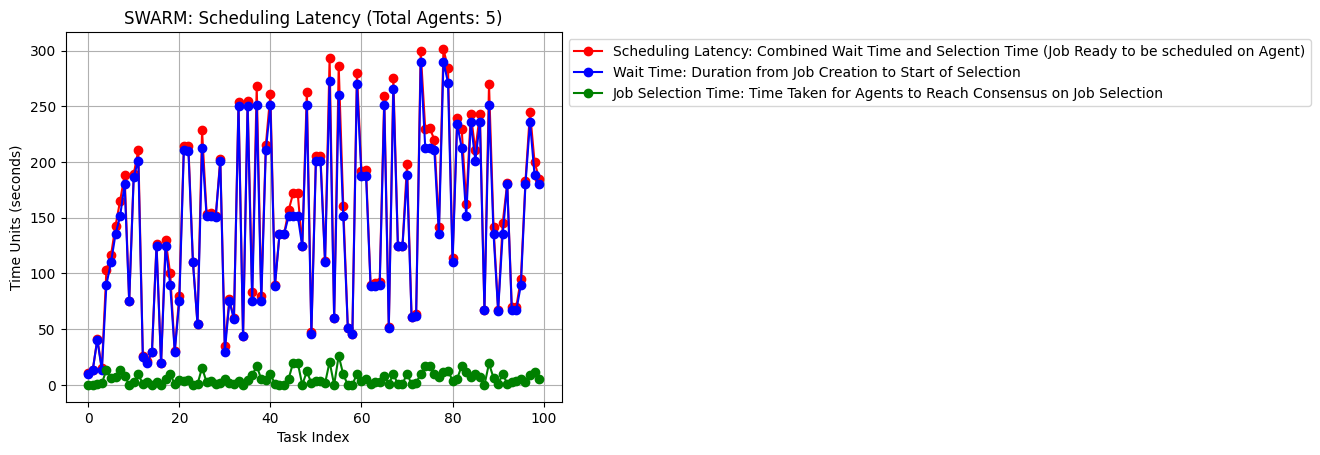 SWARM: Scheduling Latency (Total Agents: 5)
Scheduling Latency: Combined Wait Time and Selection Time (Job Ready to be scheduled on Agent)
Wait Time: Duration from Job Creation to Start of Selection
Job Selection Time: Time Taken for Agents to Reach Consensus on Job Selection
Time Units (seconds)
300
250
200
150
100
50
0
0 20 40 60 80 100
Task Index